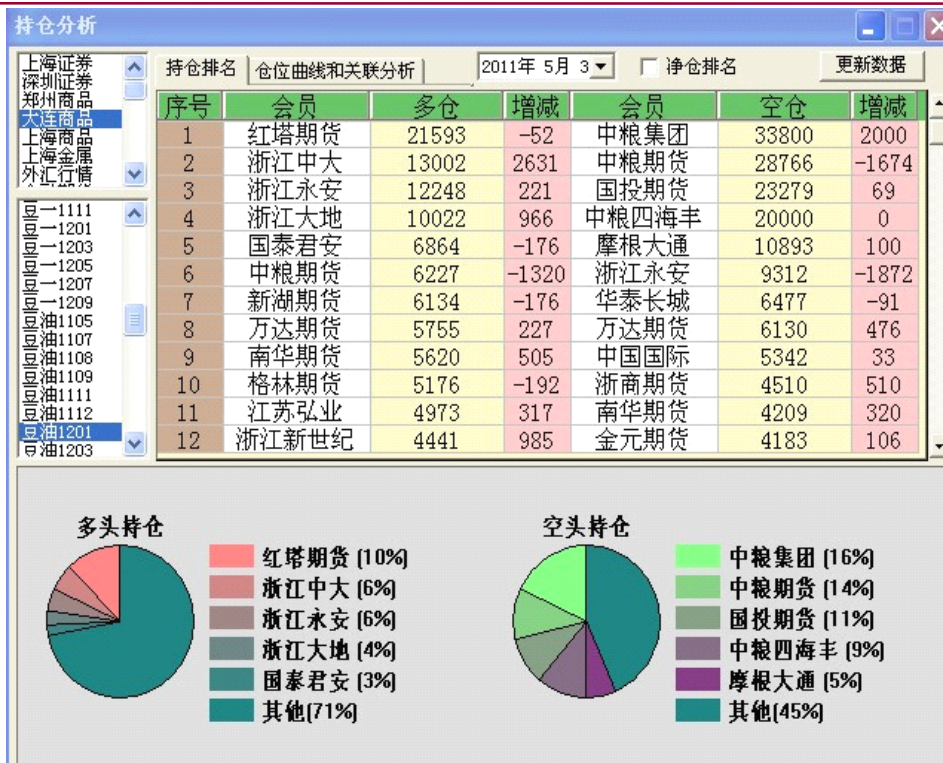 持仓分析
上海证券
深圳证券
郑州商品
大连商品
上海商品
上海金属
外汇行情
豆一1111
豆一1201
豆一1203
豆一1205
豆一1207
豆一1209
豆油1105
豆油1107
豆油1108
豆油1109
豆油1111
豆油1112
豆油1201
豆油1203
持仓排名 仓位曲线和关联分析 2011年 5月 3 净仓排名 更新数据
序号 会员 多仓 增减 会员 空仓 增减
1 红塔期货 21593 -52 中粮集团 33800 2000
2 浙江中大 13002 2631 中粮期货 28766 -1674
3 浙江永安 12248 221 国投期货 23279 69
4 浙江大地 10022 966 中粮四海丰 20000 0
5 国泰君安 6864 -176 摩根大通 10893 100
6 中粮期货 6227 -1320 浙江永安 9312 -1872
7 新湖期货 6134 -176 华泰长城 6477 -91
8 万达期货 5755 227 万达期货 6130 476
9 南华期货 5620 505 中国国际 5342 33
10 格林期货 5176 -192 浙商期货 4510 510
11 江苏弘业 4973 317 南华期货 4209 320
12 浙江新世纪 4441 985 金元期货 4183 106
多头持仓
红塔期货 (10%)
浙江中大 (6%)
浙江永安 (6%)
浙江大地 (4%)
国泰君安 (3%)
其他(71%)
空头持仓
中粮集团 (16%)
中粮期货 (14%)
国投期货 (11%)
中粮四海丰 (9%)
摩根大通 (5%)
其他(45%)